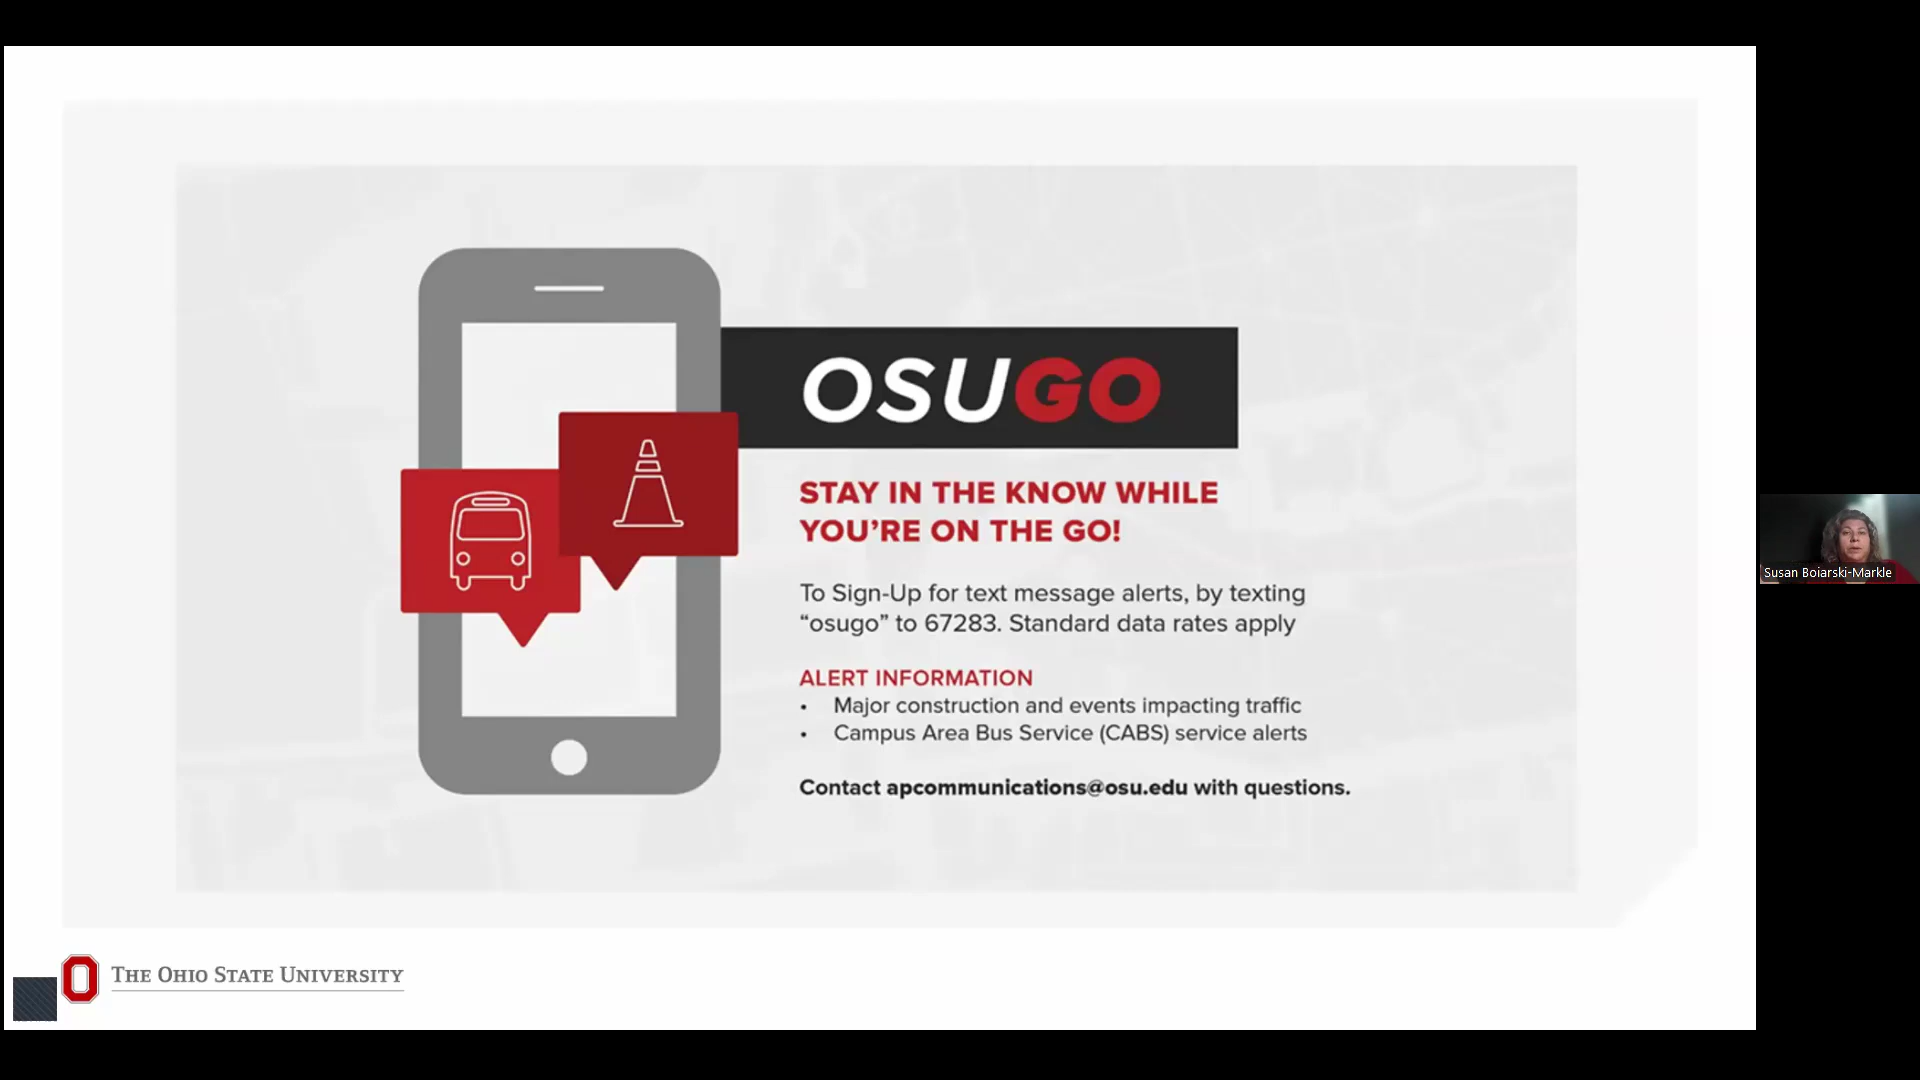 OSUGO
STAY IN THE KNOW WHILE
YOU’RE ON THE GO!
To Sign-Up for text message alerts, by texting
“osugo” to 67283. Standard data rates apply
ALERT INFORMATION
• Major construction and events impacting traffic
• Campus Area Bus Service (CABS) service alerts
Contact apcommunications@osu.edu with questions.
THE OHIO STATE UNIVERSITY
Susan Boiarski-Markle